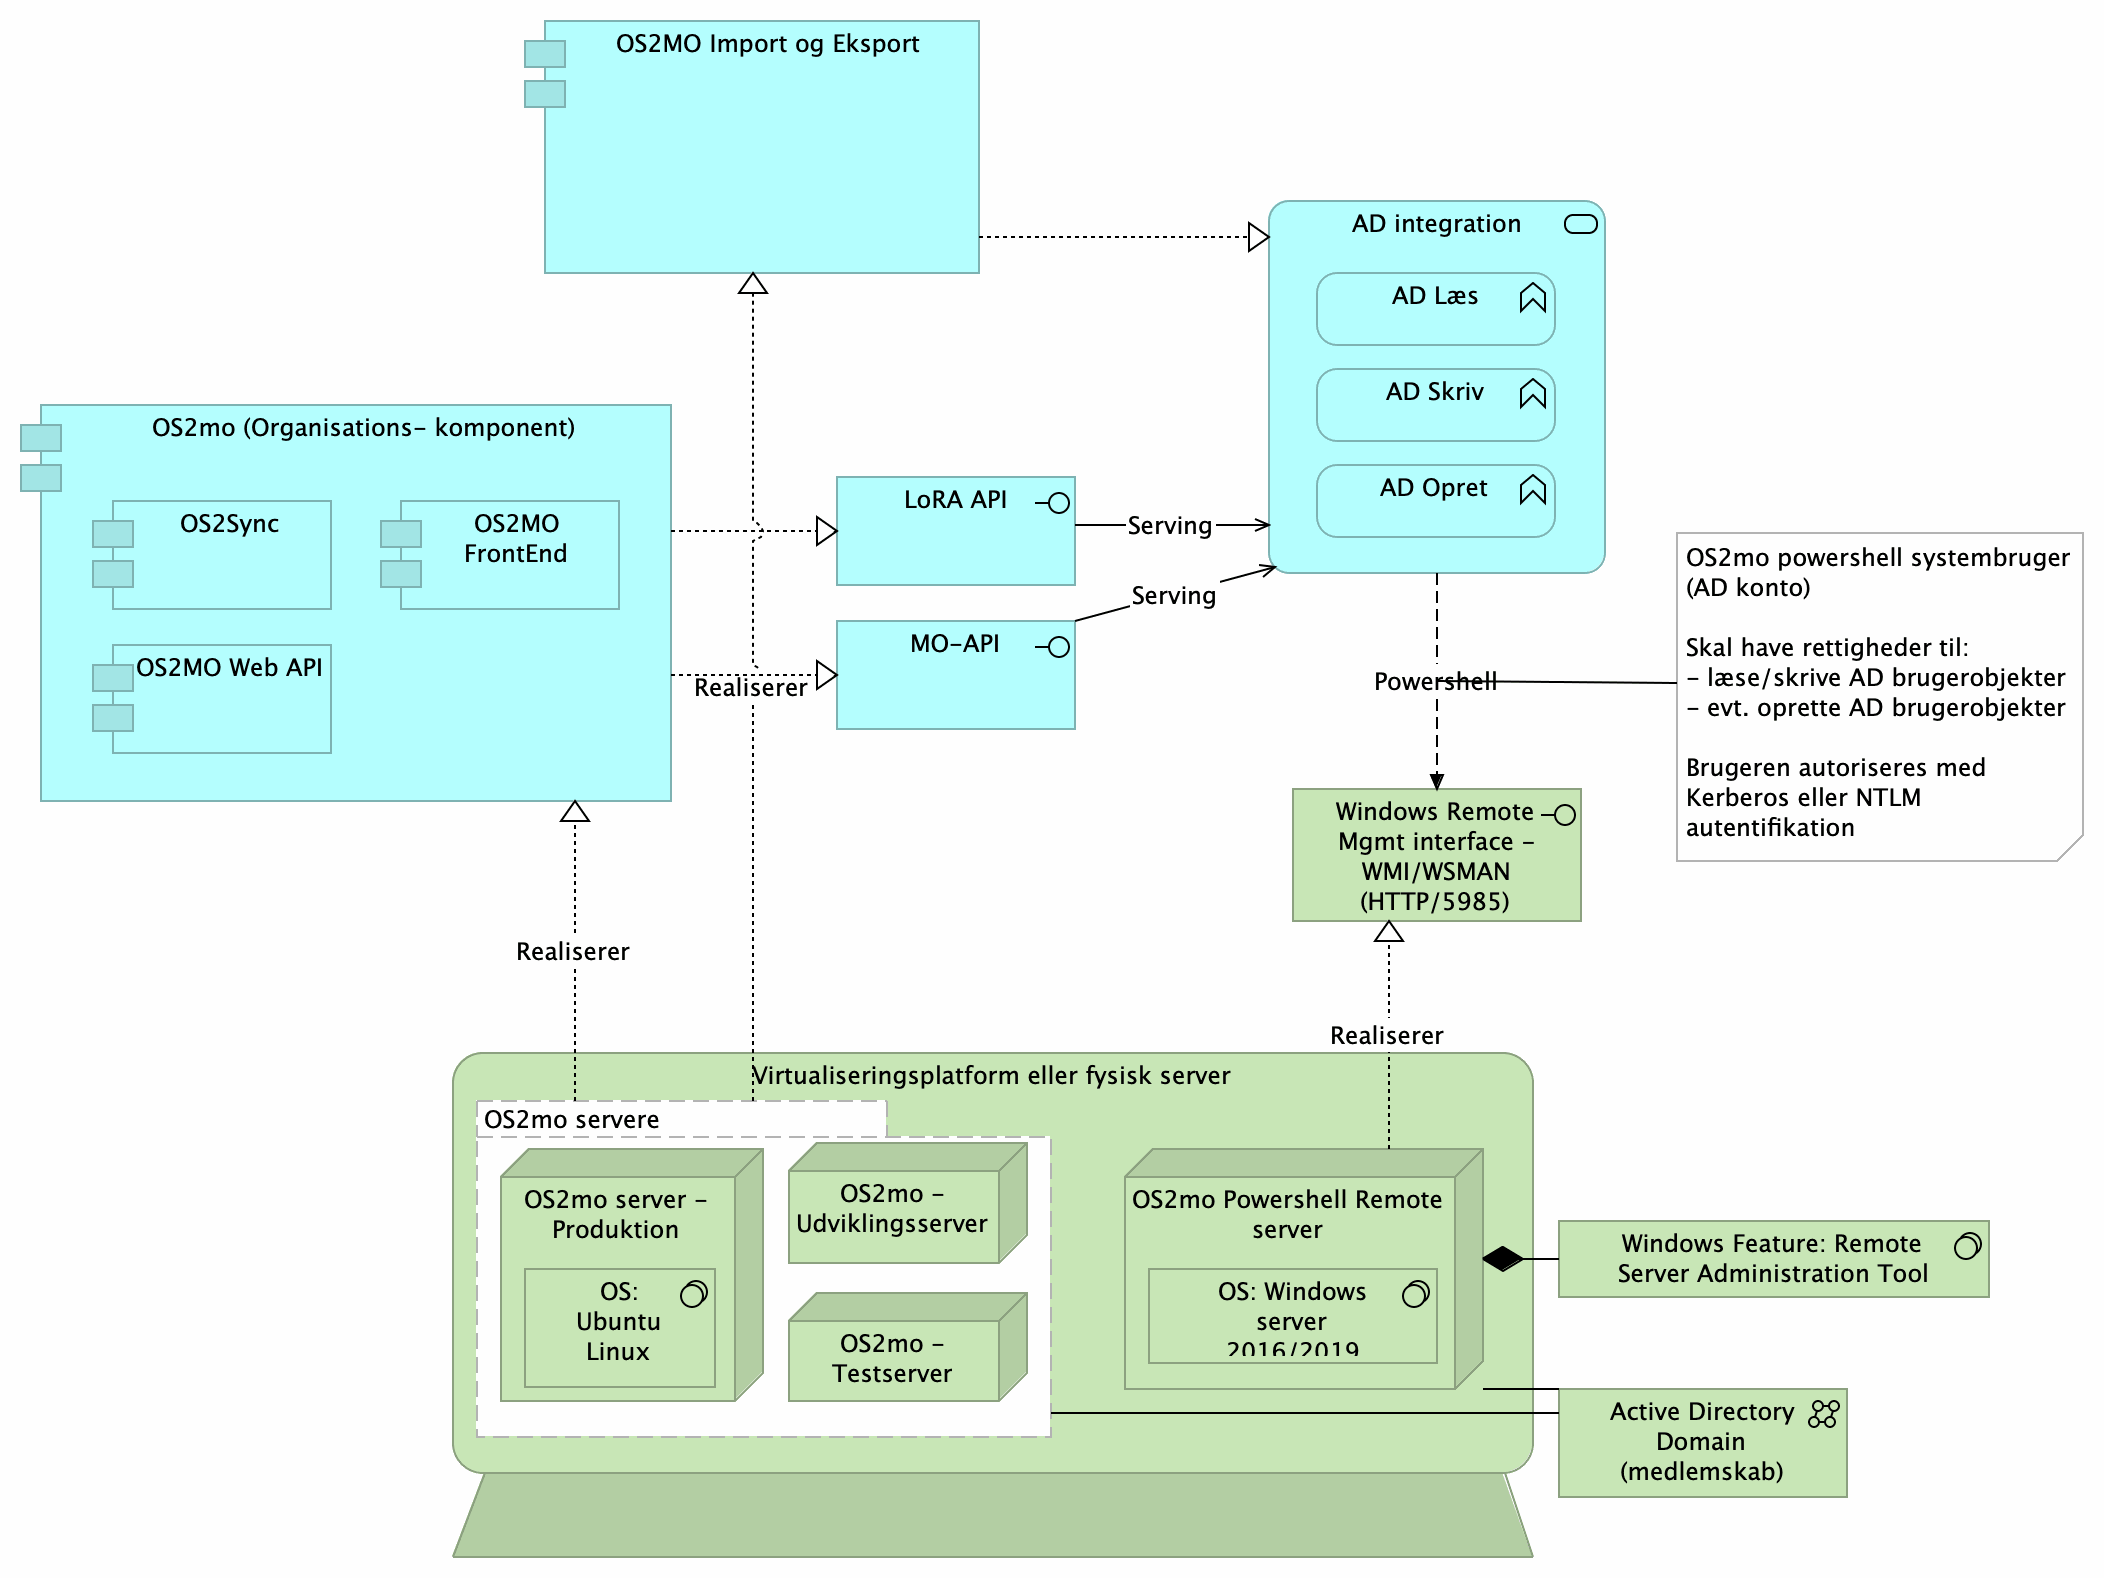 OS2MO Import og Eksport
AD integration
AD Læs
AD Skriv
AD Opret
OS2mo (Organisations- komponent)
OS2Sync
OS2MO
FrontEnd
OS2MO Web API
LoRA API
Serving
MO-API
Serving
Realiserer
Powershell
OS2mo powershell systembruger
(AD konto)
Skal have rettigheder til:
- læse/skrive AD brugerobjekter
- evt. oprette AD brugerobjekter
Brugeren autoriseres med
Kerberos eller NTLM
autentifikation
Windows Remote
Mgmt interface -
WMI/WSMAN
(HTTP/5985)
Realiserer
Realiserer
Virtualiseringsplatform eller fysisk server
OS2mo servere
OS2mo server -
Produktion
OS:
Ubuntu
Linux
OS2mo -
Udviklingsserver
OS2mo -
Testserver
OS2mo Powershell Remote
server
OS: Windows
server
2016/2019
Windows Feature: Remote
Server Administration Tool
Active Directory
Domain
(medlemskab)